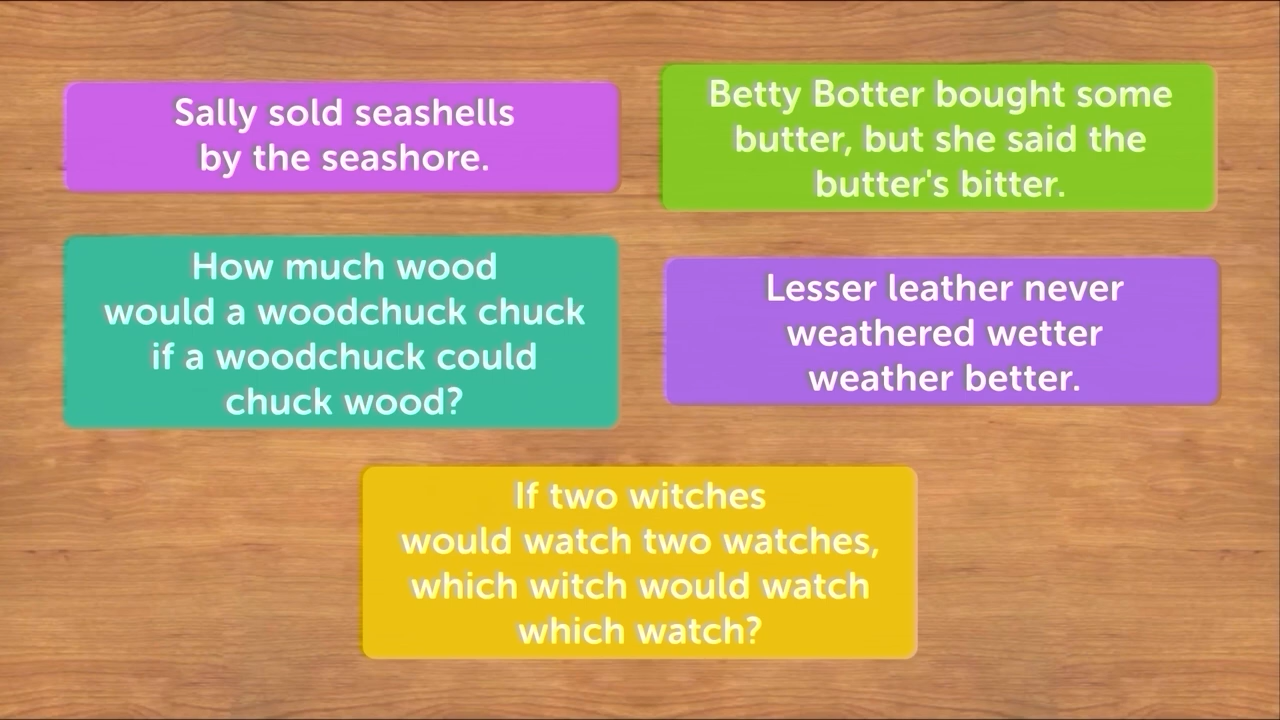 Sally sold seashells
by the seashore.
Betty Botter bought some
butter, but she said the
butter's bitter.
How much wood
would a woodchuck chuck
if a woodchuck could
chuck wood?
Lesser leather never
weathered wetter
weather better.
If two witches
would watch two watches,
which witch would watch
which watch?